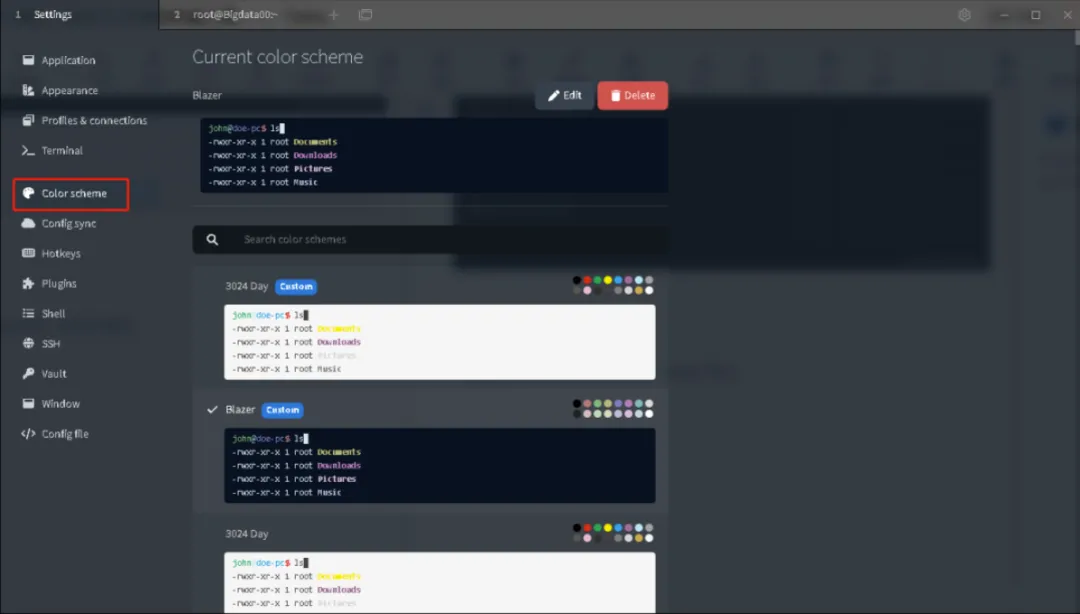 1 Settings
2 root@Bigdata00:~
Application
Appearance
Profiles & connections
Terminal
Color scheme
Config sync
Hotkeys
Plugins
Shell
SSH
Vault
Window
Config file
Current color scheme
Blazer
Edit
Delete
john@doe-pc$ ls
-rwxr-xr-x 1 root Documents
-rwxr-xr-x 1 root Downloads
-rwxr-xr-x 1 root Pictures
-rwxr-xr-x 1 root Music
Search color schemes
3024 Day Custom
john@doe-pc$ ls
-rwxr-xr-x 1 root Documents
-rwxr-xr-x 1 root Downloads
-rwxr-xr-x 1 root Pictures
-rwxr-xr-x 1 root Music
Blazer Custom
john@doe-pc$ ls
-rwxr-xr-x 1 root Documents
-rwxr-xr-x 1 root Downloads
-rwxr-xr-x 1 root Pictures
-rwxr-xr-x 1 root Music
3024 Day
john@doe-pc$ ls
-rwxr-xr-x 1 root Documents
-rwxr-xr-x 1 root Downloads
-rwxr-xr-x 1 root Pictures